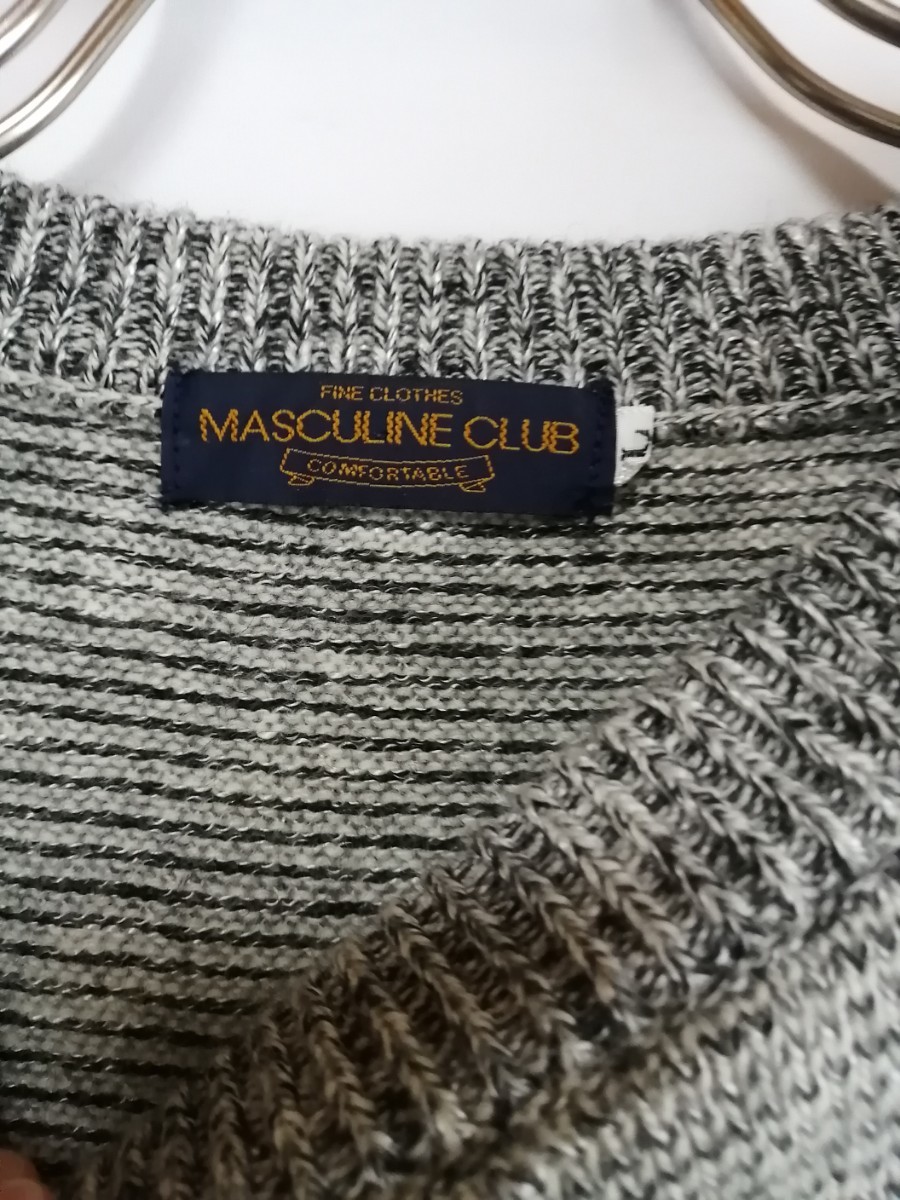 FINE CLOTHES
MASCULINE CLUB
COMFORTABLE
L